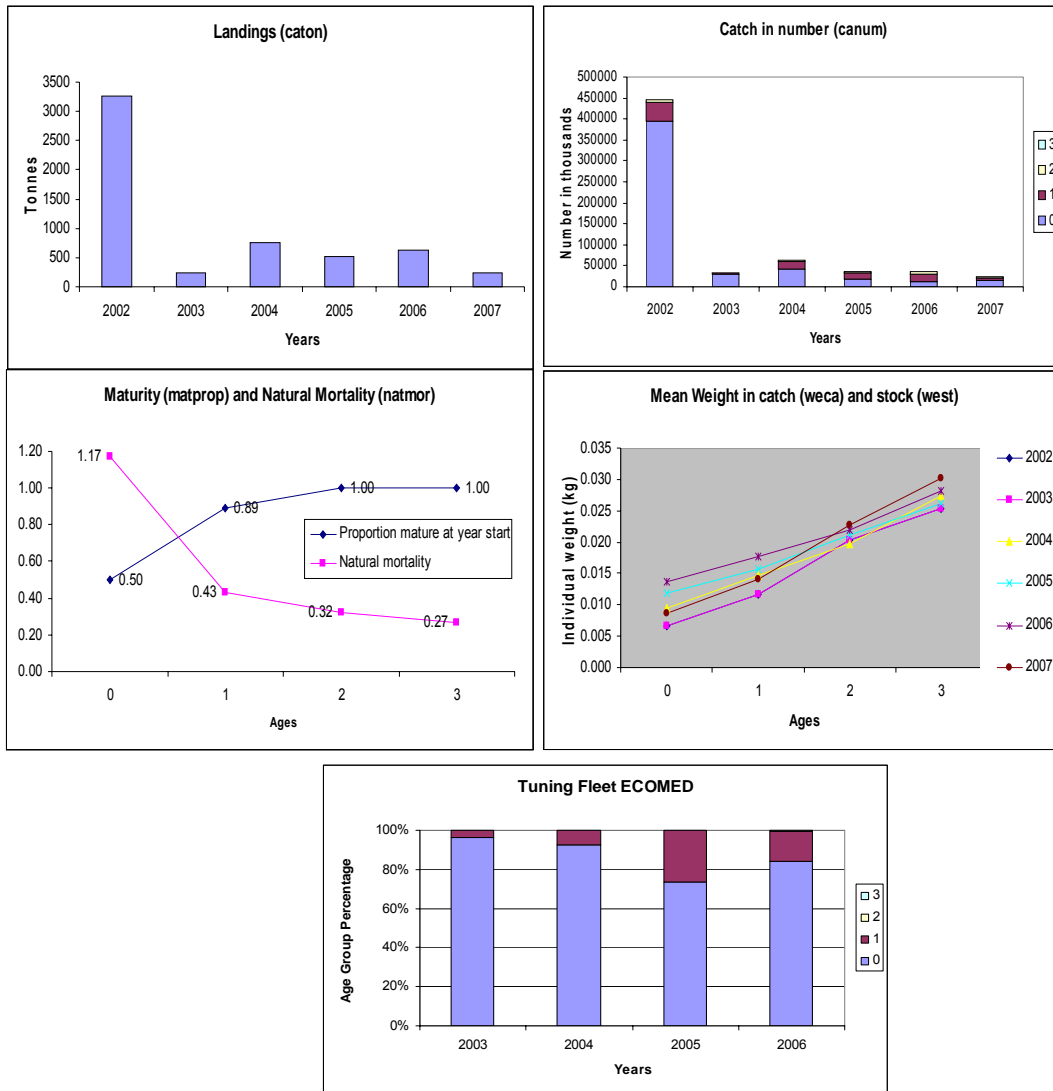 Landings (caton)
3500
3000
2500
2000
1500
1000
500
0
Tonnes
2002 2003 2004 2005 2006 2007
Years
Catch in number (canum)
500000
450000
400000
350000
300000
250000
200000
150000
100000
50000
0
Number in thousands
2002 2003 2004 2005 2006 2007
Years
3
2
1
0
Maturity (matprop) and Natural Mortality (natmor)
1.20
1.00
0.80
0.60
0.40
0.20
0.00
1.17
0.89
1.00
1.00
0.50
0.43
0.32
0.27
Proportion mature at year start
Natural mortality
0 1 2 3
Ages
Mean Weight in catch (weca) and stock (west)
0.035
0.030
0.025
0.020
0.015
0.010
0.005
0.000
Individual weight (kg)
0 1 2 3
Ages
2002
2003
2004
2005
2006
2007
Tuning Fleet ECOMED
100%
80%
60%
40%
20%
0%
Age Group Percentage
2003 2004 2005 2006
Years
3
2
1
0